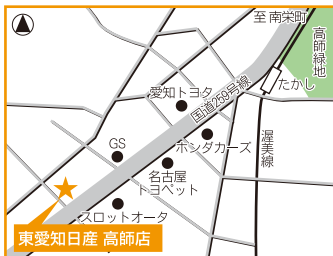 至 南栄町
高師緑地
たかし
愛知トヨタ
国道259号線
ホンダカーズ
渥美線
GS
名古屋
トヨペット
スロットオータ
東愛知日産 高師店